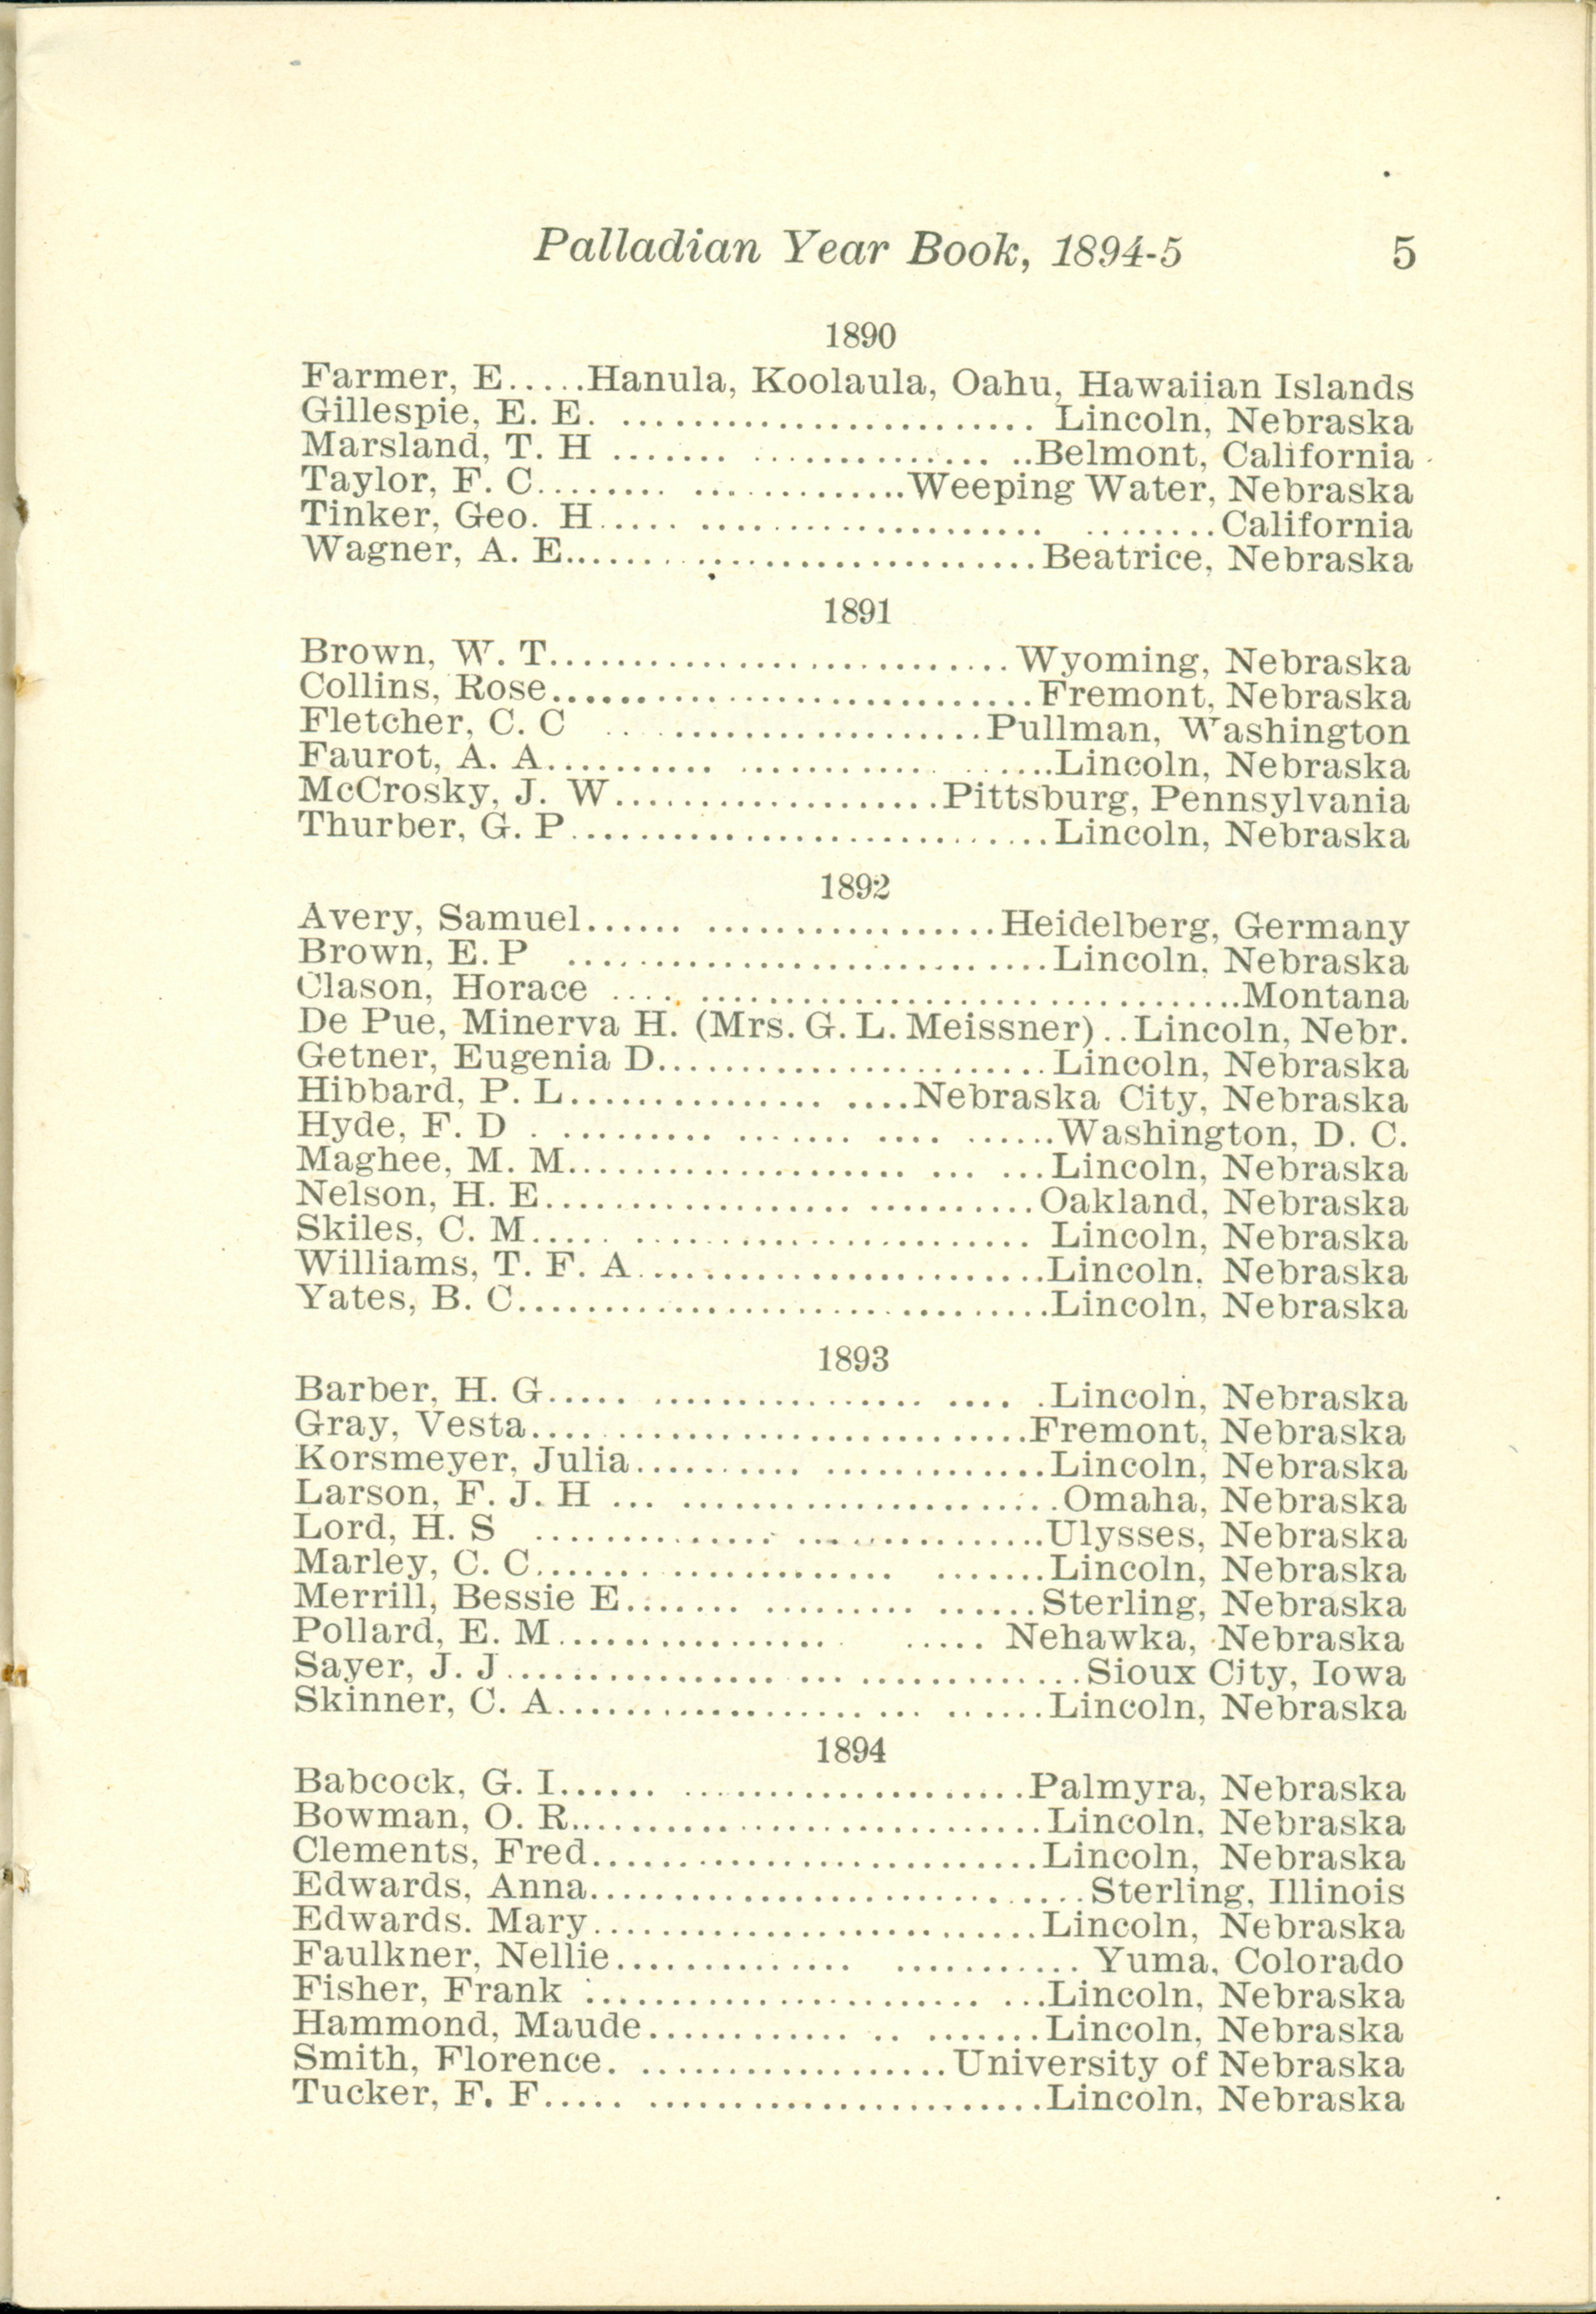 Palladian Year Book, 1894-5 5
1890
Farmer, E.....Hanula, Koolaula, Oahu, Hawaiian Islands
Gillespie, E. E. ........................ Lincoln, Nebraska
Marsland, T. H ....... .............. ..Belmont, California
Taylor, F. C........ .............Weeping Water, Nebraska
Tinker, Geo. H..... .................... ........California
Wagner, A. E...........................Beatrice, Nebraska
1891
Brown, W. T...........................Wyoming, Nebraska
Collins, Rose............................Fremont, Nebraska
Fletcher, C. C .....................Pullman, Washington
Faurot, A. A.......... ........... ......Lincoln, Nebraska
McCrosky, J. W...................Pittsburg, Pennsylvania
Thurber, G. P............................Lincoln, Nebraska
1892
Avery, Samuel...... .................Heidelberg, Germany
Brown, E. P ............................Lincoln, Nebraska
Clason, Horace .... ...............................Montana
De Pue, Minerva H. (Mrs. G. L. Meissner)..Lincoln, Nebr.
Getner, Eugenia D.......................Lincoln, Nebraska
Hibbard, P. L............... ....Nebraska City, Nebraska
Hyde, F. D . ......... ....... .... ......Washington, D. C.
Maghee, M. M.................... ... ...Lincoln, Nebraska
Nelson, H. E.................. ..........Oakland, Nebraska
Skiles, C. M..... ....................... Lincoln, Nebraska
Williams, T. F. A........................Lincoln, Nebraska
Yates, B. C...............................Lincoln, Nebraska
1893
Barber, H. G..... ................ .... .Lincoln, Nebraska
Gray, Vesta.............................Fremont, Nebraska
Korsmeyer, Julia.......... .............Lincoln, Nebraska
Larson, F. J. H ... ......................Omaha, Nebraska
Lord, H. S .............. ...............Ulysses, Nebraska
Marley, C. C..................... .......Lincoln, Nebraska
Merrill, Bessie E....... ......... ......Sterling, Nebraska
Pollard, E. M................ ..... Nehawka, Nebraska
Sayer, J. J................ ... .............Sioux City, Iowa
Skinner, C. A................... ... ......Lincoln, Nebraska
1894
Babcock, G. I...... ....................Palmyra, Nebraska
Bowman, O. R............................Lincoln, Nebraska
Clements, Fred..........................Lincoln, Nebraska
Edwards, Anna.............................Sterling, Illinois
Edwards. Mary..........................Lincoln, Nebraska
Faulkner, Nellie.............. ........... Yuma, Colorado
Fisher, Frank ....................... ...Lincoln, Nebraska
Hammond, Maude............ .. .......Lincoln, Nebraska
Smith, Florence. ..................University of Nebraska
Tucker, F. F..... .......................Lincoln, Nebraska